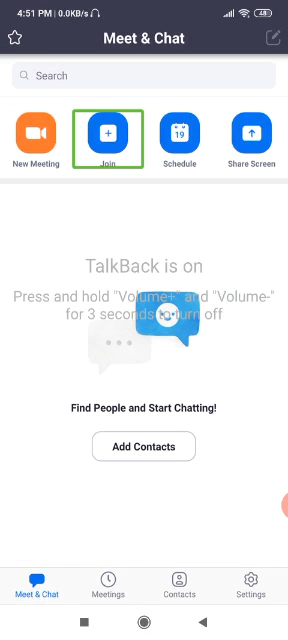 4:51 PM | 0.0KB/s
48
Meet & Chat
Search
19
New Meeting
Join
Schedule
Share Screen
TalkBack is on
Press and hold "Volume+" and "Volume-"
for 3 seconds to turn off
Find People and Start Chatting!
Add Contacts
Meet & Chat
Meetings
Contacts
Settings